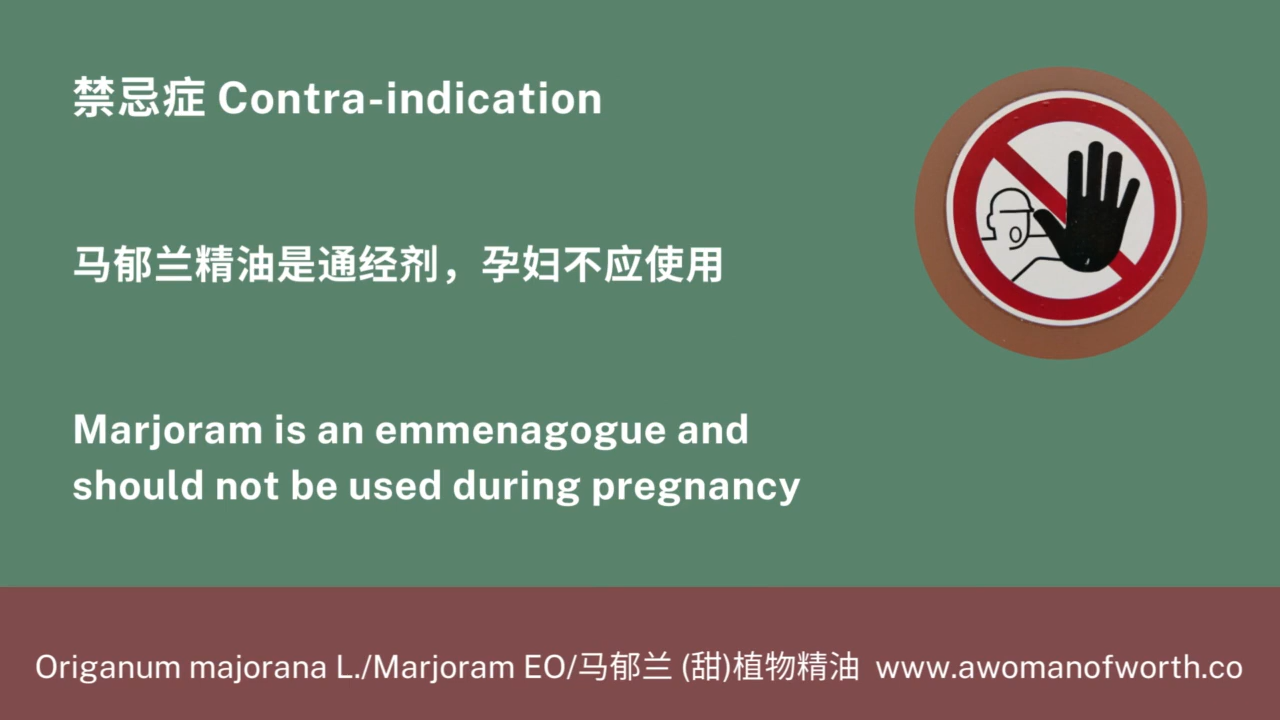 禁忌症 Contra-indication
马郁兰精油是通经剂，孕妇不应使用
Marjoram is an emmenagogue and
should not be used during pregnancy
Origanum majorana L./Marjoram EO/马郁兰 (甜)植物精油 www.awomanofworth.co